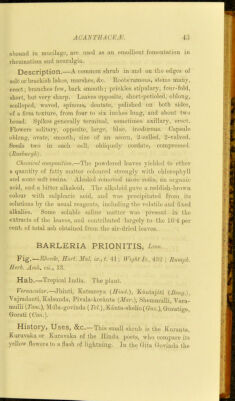 ACANTHACEÆ. 43
abound in mucilage, are used as an emollient fomentation in
rheumatism and neuralgia.
Description.—A common shrub in and on the edges of
salt or brackish lakes, marshes, &c. Roots ramous, stems many,
erect; branches few, bark smooth; prickles stipulary, four-fold,
short, but very sharp. Leaves opposite, short-petioled, oblong,
scolloped, waved, spinous, dentate, polished on both sides,
of a firm texture, from four to six inches long, and about two
broad. Spikes generally terminal, sometimes axillary, erect.
Flowers solitary, opposite, large, blue, inodorous. Capsule
oblong, ovate, smooth, size of an acorn, 2-celled, 2-valved.
Seeds two in each cell, obliquely cordate, compressed.
(Roxburgh).
Chemical composition.—The powdered leaves yielded to ether
a quantity of fatty matter coloured strongly with chlorophyll
and some soft resins. Alcohol removed more resin, an organic
acid, and a bitter alkaloid. The alkaloid gave a reddish-brown
colour with sulphuric acid, and was precipitated from its
solutions by the usual reagents, including the volatile and fixed
alkalies. Some soluble saline matter was present in the
extracts of the leaves, and contributed largely to the 16·4 per
cent. of total ash obtained from the air-dried leaves.
BARLERIA PRIONITIS, Linn.
Fig.—Rheede, Hort. Mal. ix., t. 41; Wight Ic., 452; Rumph.
Herb. Amb. vii., 13.
Hab.—Tropical India. The plant.
Vernacular.—Jhinti, Katsareya (Hind.), Kántajáti (Beng.),
Vajradanti, Kalsunda, Pivala-koranta (Mar.), Shemmulli, Vara-
mulli (Tam.), Mulu-govinda (Tel.), Kánta-shelio (Guz.), Goratige,
Gorati (Can.).
History, Uses, &c.—This small shrub is the Kuranta,
Kuravaka or Kuravaka of the Hindu poets, who compare its
yellow flowers to a flash of lightning. In the Gita Govinda the